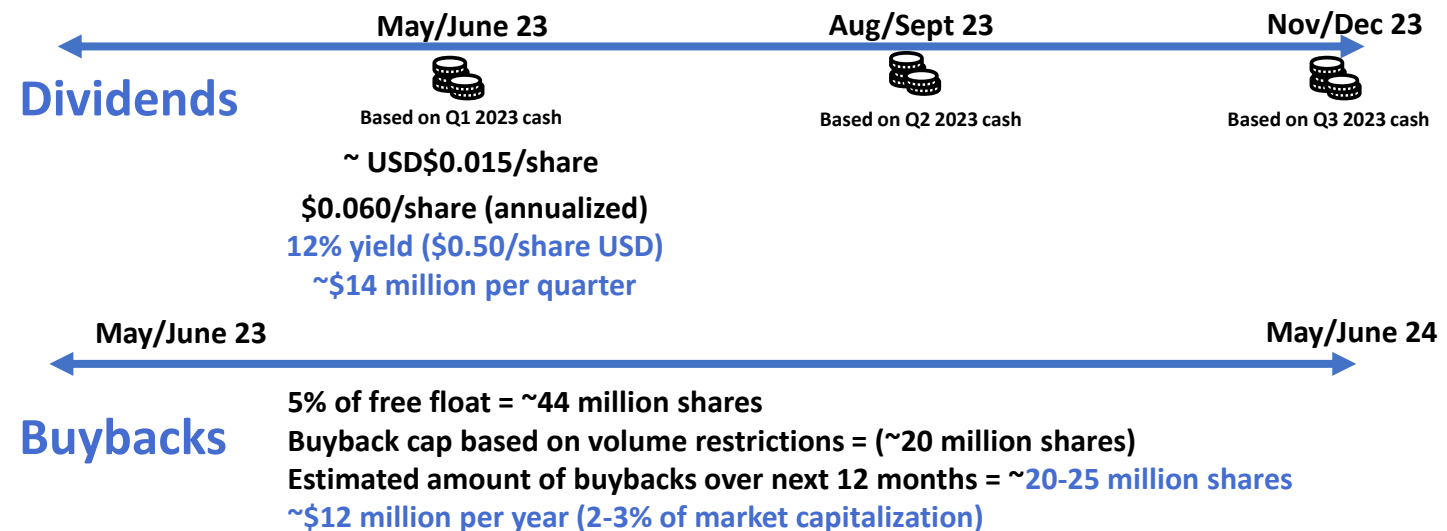 May/June 23 Aug/Sept 23 Nov/Dec 23
Dividends
Based on Q1 2023 cash Based on Q2 2023 cash Based on Q3 2023 cash
~ USD$0.015/share
$0.060/share (annualized)
12% yield ($0.50/share USD)
~$14 million per quarter
May/June 23 May/June 24
Buybacks
5% of free float = ~44 million shares
Buyback cap based on volume restrictions = (~20 million shares)
Estimated amount of buybacks over next 12 months = ~20-25 million shares
~$12 million per year (2-3% of market capitalization)